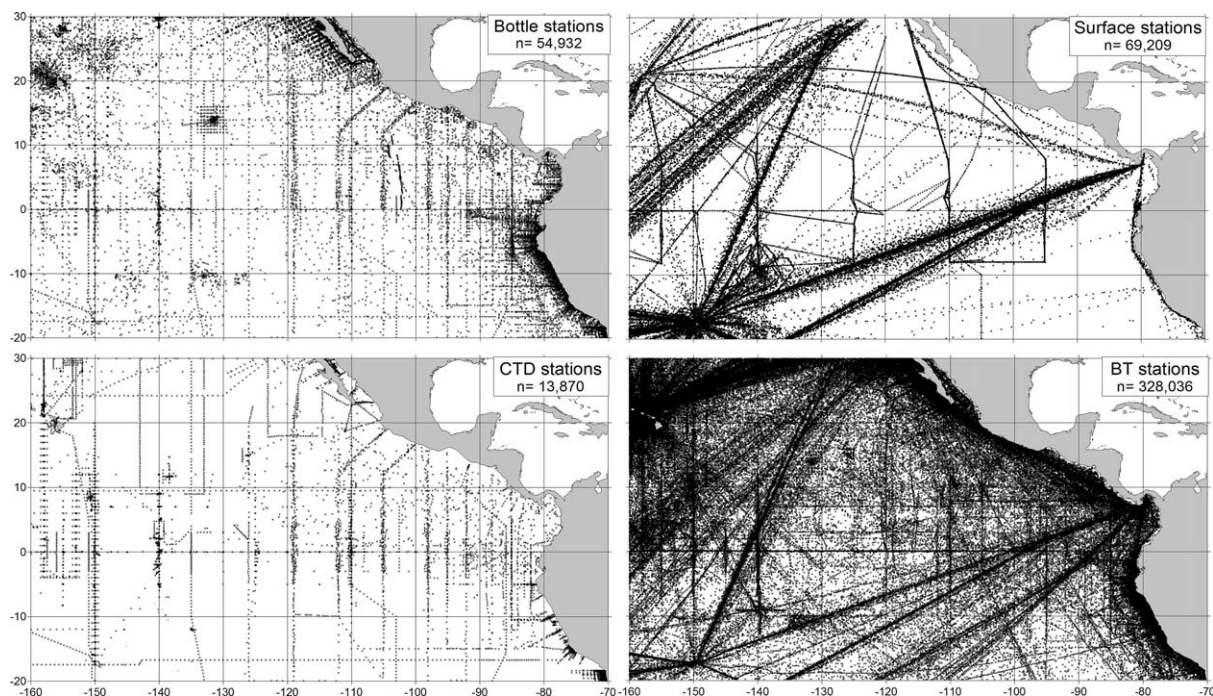 30
Bottle stations
n= 54,932
20
10
0
-10
-20
Surface stations
n= 69,209
30
CTD stations
n= 13,870
20
10
0
-10
-20
-160 -150 -140 -130 -120 -110 -100 -90 -80 -70
BT stations
n= 328,036
-160 -150 -140 -130 -120 -110 -100 -90 -80 -70